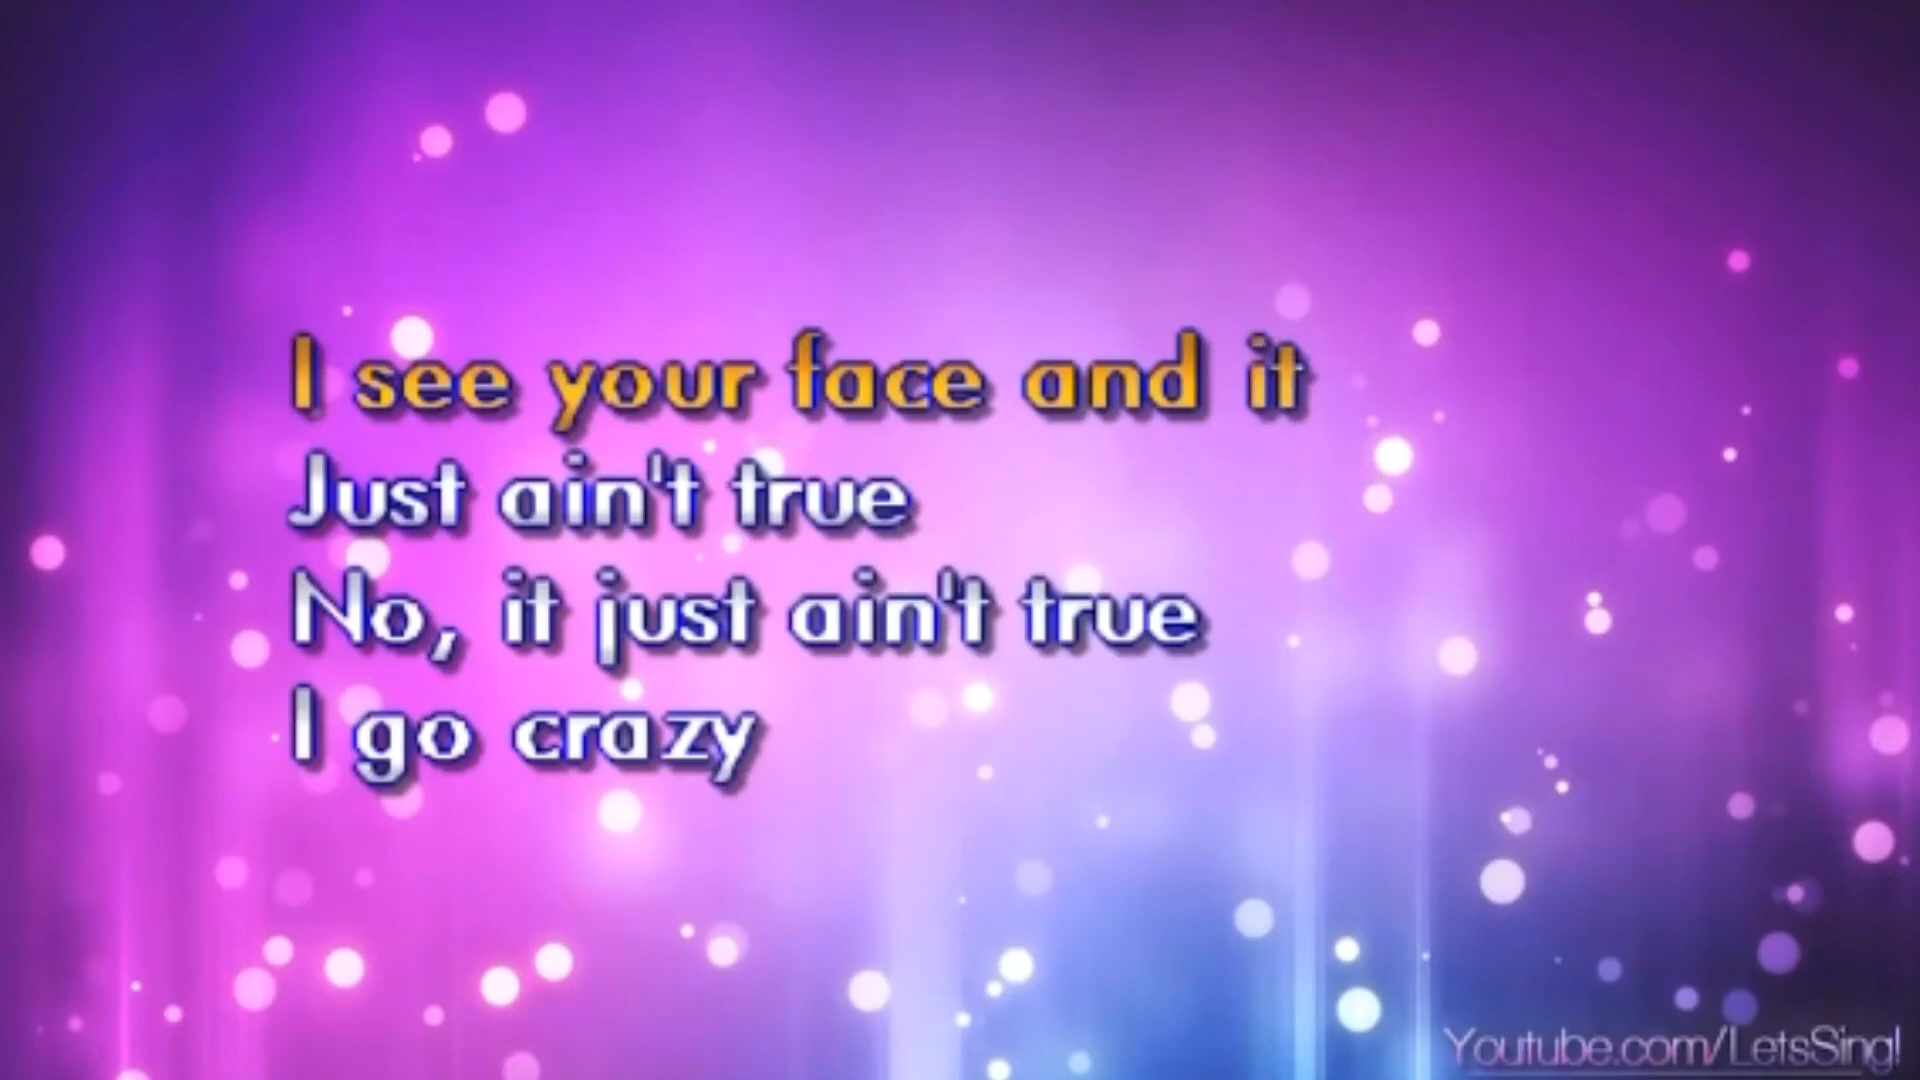 I see your face and it
Just ain't true
No, it just ain't true
I go crazy
Youtube.com/LetsSing!